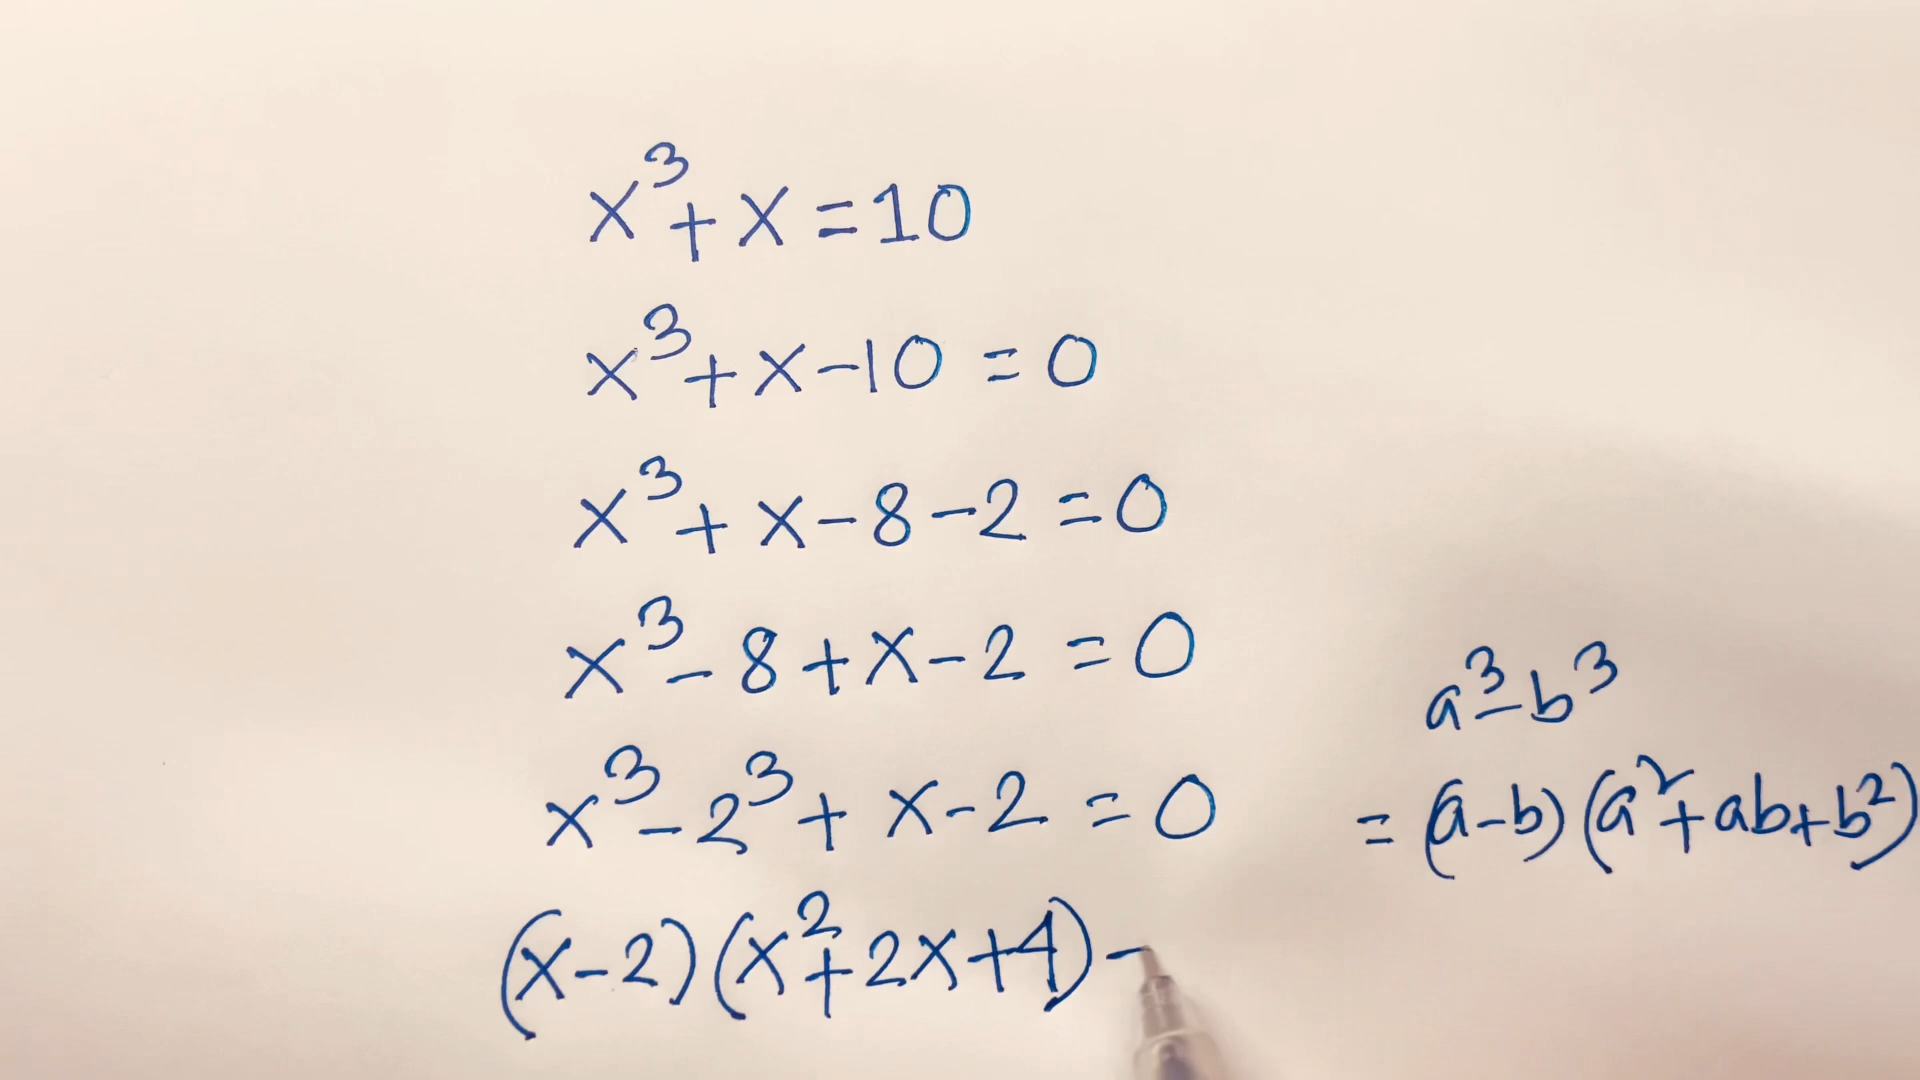 x³+x=10
x³+x-10=0
x³+x-8-2=0
x³-8+x-2=0
x³-2³+x-2=0
(x-2)(x²+2x+4)-
a³-b³
=(a-b)(a²+ab+b²)